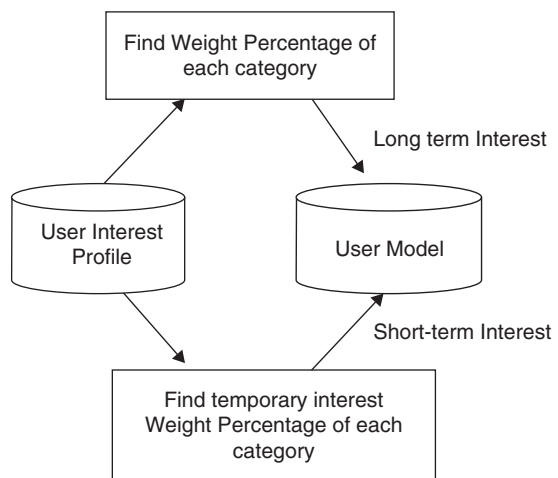 Find Weight Percentage of
each category
Long term Interest
User Interest
Profile
User Model
Short-term Interest
Find temporary interest
Weight Percentage of each
category